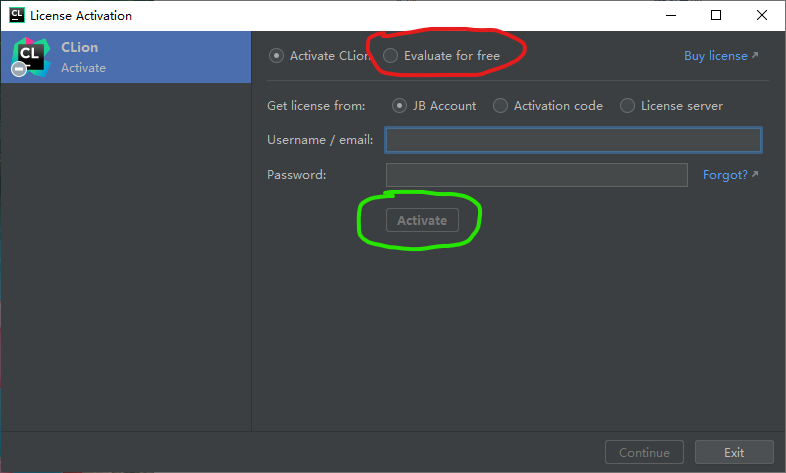 CL License Activation
CL CLion
Activate
Activate CLion Evaluate for free Buy license
Get license from: JB Account Activation code License server
Username / email:
Password: Forgot?
Activate
Continue Exit